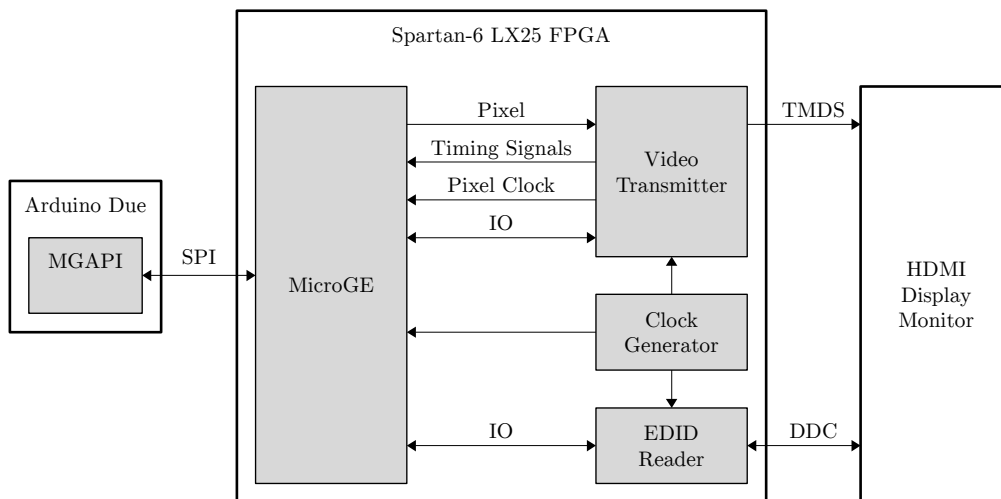 Spartan-6 LX25 FPGA
Pixel
TMDS
Timing Signals
Video
Transmitter
Pixel Clock
Arduino Due
IO
MGAPI
SPI
MicroGE
HDMI
Display
Monitor
Clock
Generator
IO
EDID
Reader
DDC